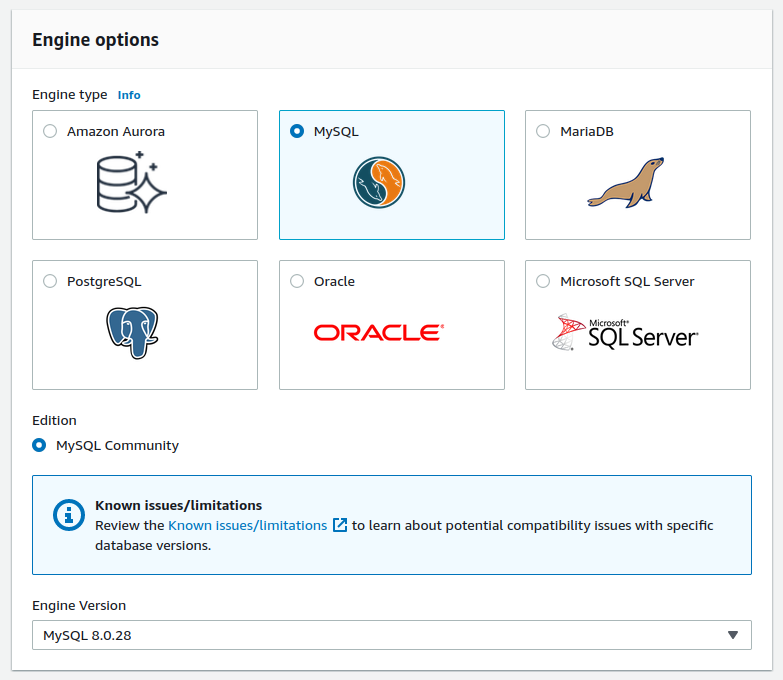 Engine options
Engine type Info
Amazon Aurora
MySQL
MariaDB
PostgreSQL
Oracle
ORACLE®
Microsoft SQL Server
Microsoft®
SQL Server®
Edition
MySQL Community
Known issues/limitations
Review the Known issues/limitations to learn about potential compatibility issues with specific
database versions.
Engine Version
MySQL 8.0.28